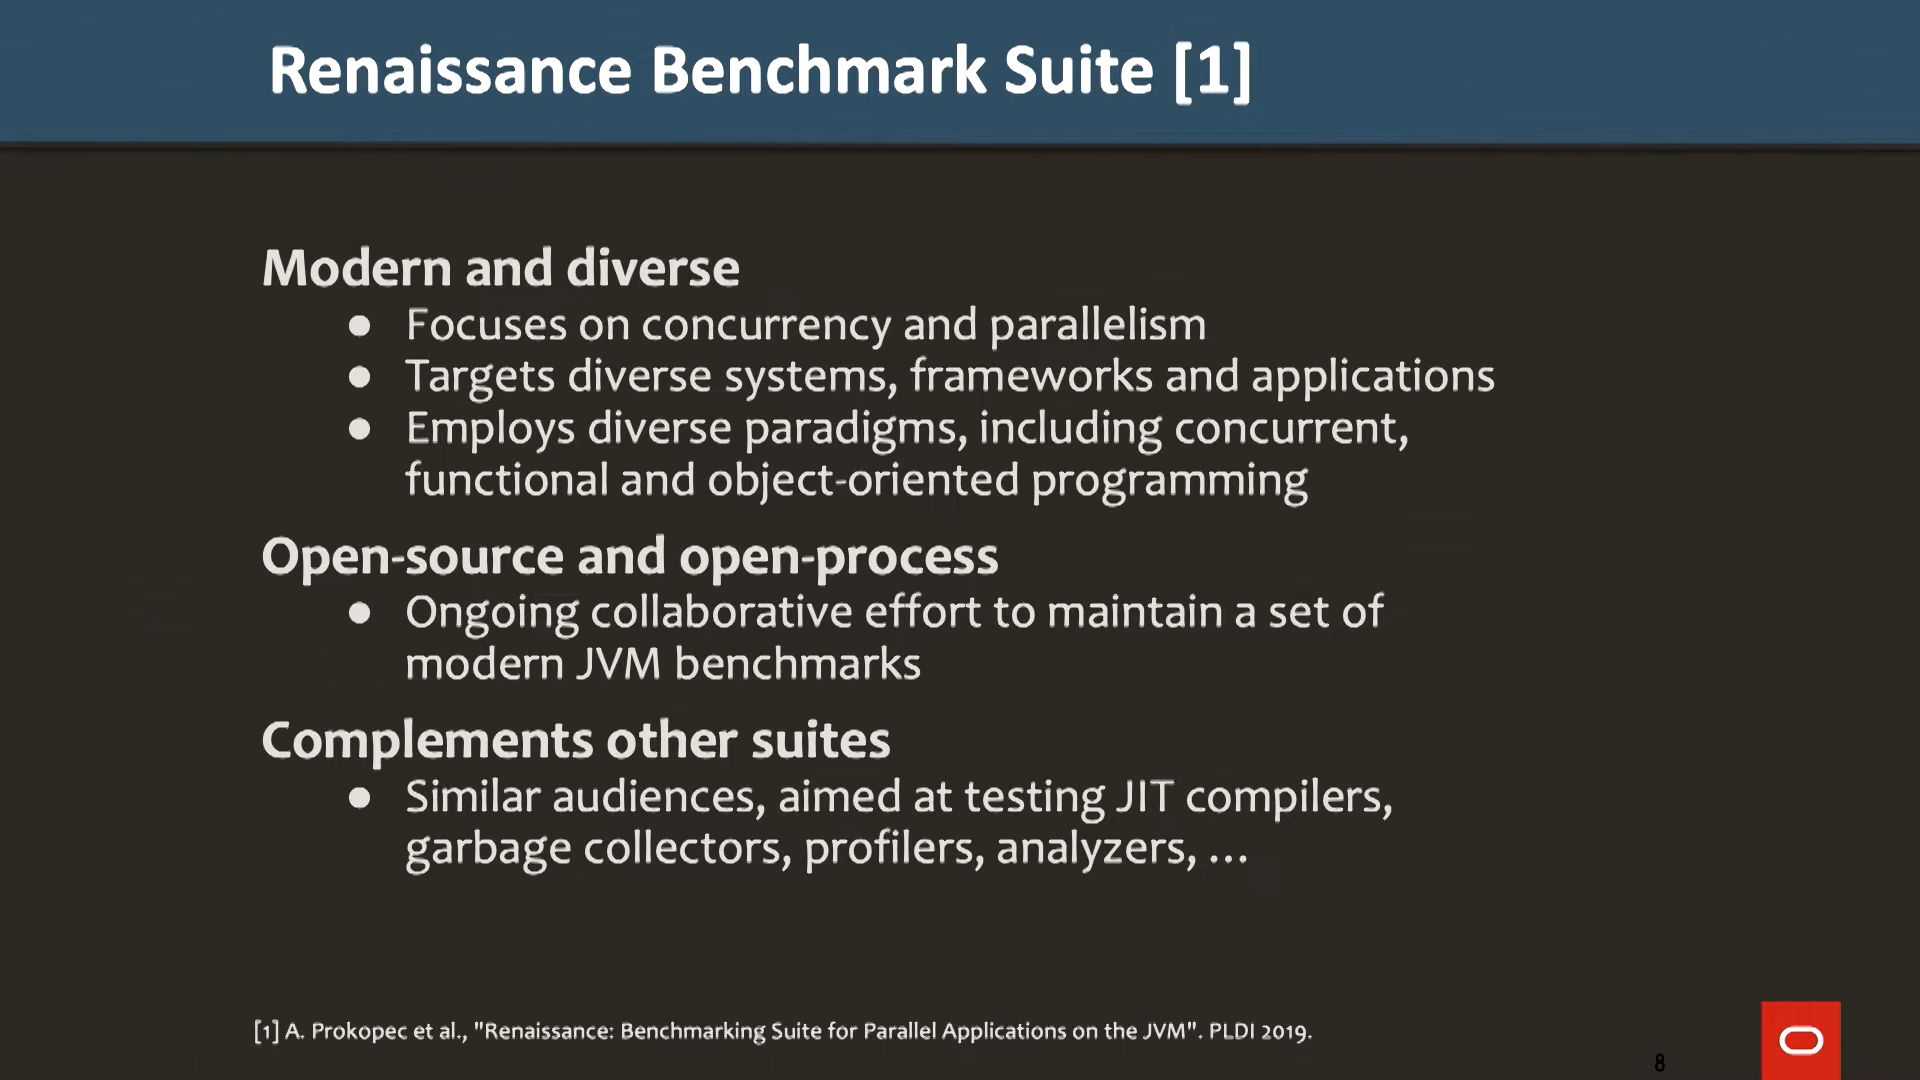 Renaissance Benchmark Suite [1]
Modern and diverse
● Focuses on concurrency and parallelism
● Targets diverse systems, frameworks and applications
● Employs diverse paradigms, including concurrent,
functional and object-oriented programming
Open-source and open-process
● Ongoing collaborative effort to maintain a set of
modern JVM benchmarks
Complements other suites
● Similar audiences, aimed at testing JIT compilers,
garbage collectors, profilers, analyzers, ...
[1] A. Prokopec et al., "Renaissance: Benchmarking Suite for Parallel Applications on the JVM". PLDI 2019.
8